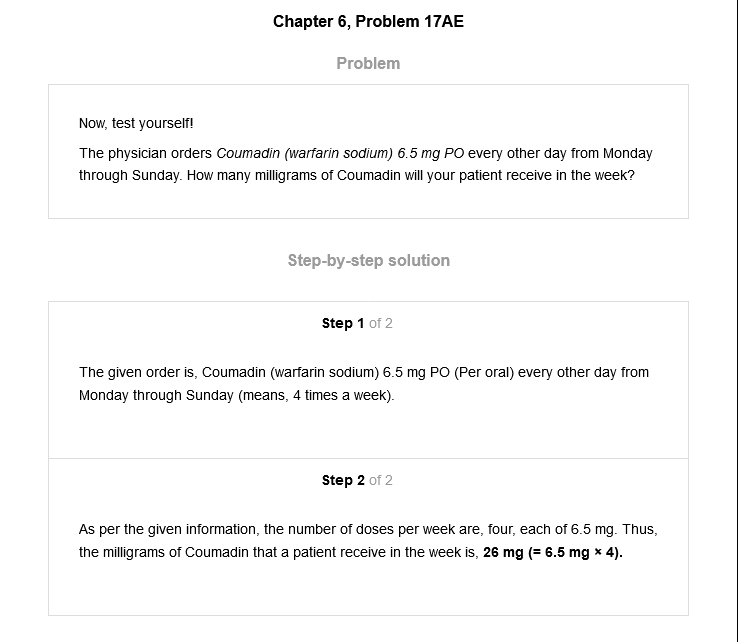 Chapter 6, Problem 17AE
Problem
Now, test yourself!
The physician orders Coumadin (warfarin sodium) 6.5 mg PO every other day from Monday
through Sunday. How many milligrams of Coumadin will your patient receive in the week?
Step-by-step solution
Step 1 of 2
The given order is, Coumadin (warfarin sodium) 6.5 mg PO (Per oral) every other day from
Monday through Sunday (means, 4 times a week).
Step 2 of 2
As per the given information, the number of doses per week are, four, each of 6.5 mg. Thus,
the milligrams of Coumadin that a patient receive in the week is, 26 mg (= 6.5 mg × 4).